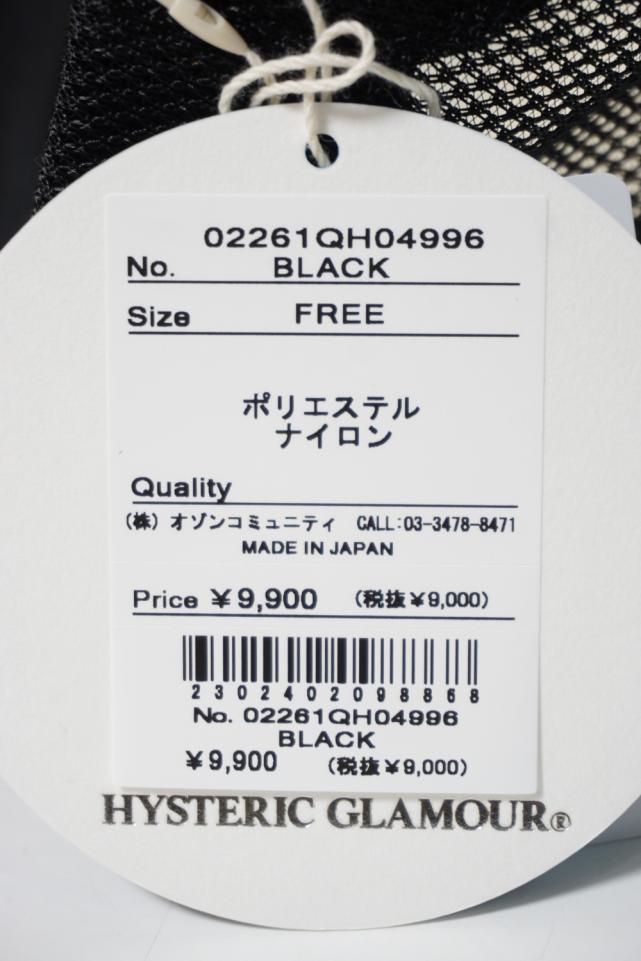 02261QH04996
No. BLACK
Size FREE
ポリエステル
ナイロン
Quality
(株) オゾンコミュニティ CALL:03-3478-8471
MADE IN JAPAN
Price ¥9,900 (税抜¥9,000)
2302402098868
No. 02261QH04996
BLACK
¥9,900 (税抜¥9,000)
HYSTERIC GLAMOUR®